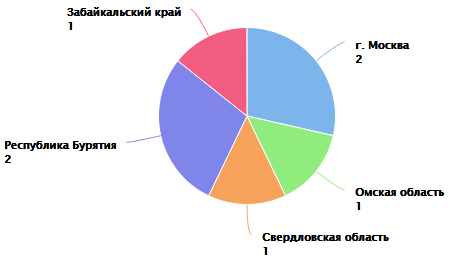 Забайкальский край
1
г. Москва
2
Республика Бурятия
2
Омская область
1
Свердловская область
1